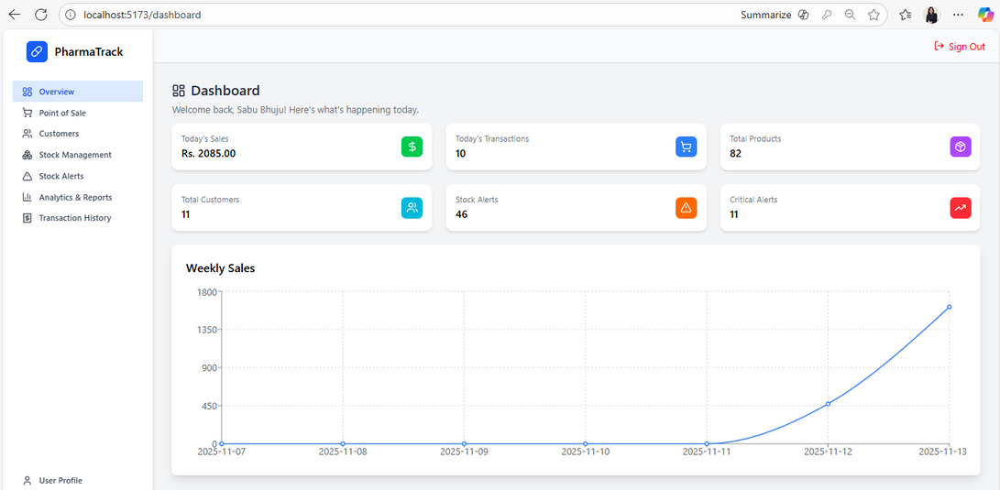 localhost:5173/dashboard
Summarize
PharmaTrack
Sign Out
Overview
Point of Sale
Customers
Stock Management
Stock Alerts
Analytics & Reports
Transaction History
User Profile
Dashboard
Welcome back, Sabu Bhuju! Here's what's happening today.
Today's Sales
Rs. 2085.00
Today's Transactions
10
Total Products
82
Total Customers
11
Stock Alerts
46
Critical Alerts
11
Weekly Sales
1800
1350
900
450
0
2025-11-07 2025-11-08 2025-11-09 2025-11-10 2025-11-11 2025-11-12 2025-11-13